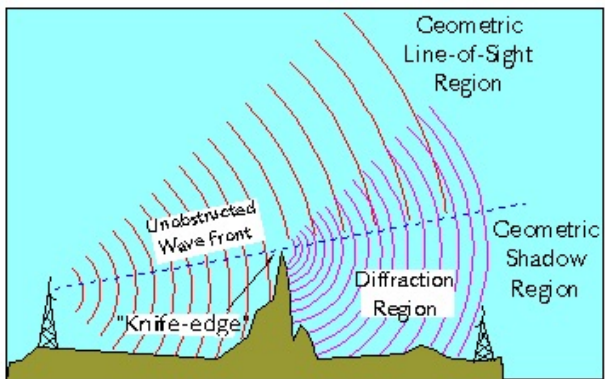 Geometric
Line-of-Sight
Region
Unobstructed
Wave Front
Geometric
Shadow
Region
Diffraction
Region
"Knife-edge"